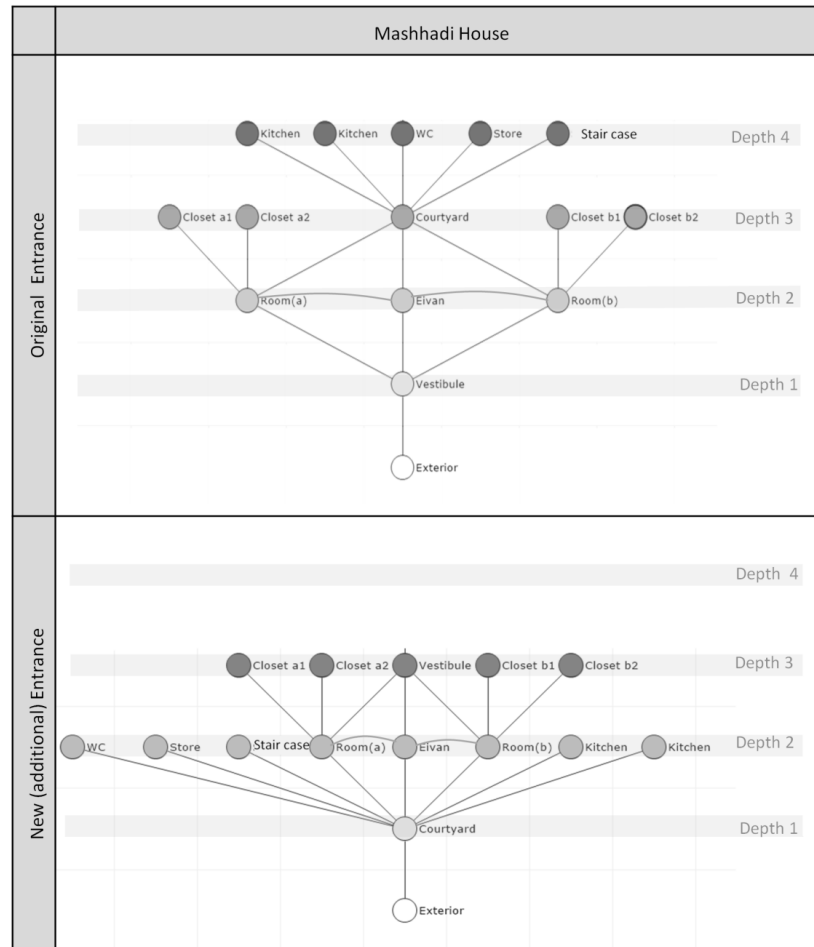 Mashhadi House
Original Entrance
Kitchen Kitchen WC Store Stair case Depth 4
Closet a1 Closet a2 Courtyard Closet b1 Closet b2 Depth 3
Room(a) Eivan Room(b) Depth 2
Vestibule Depth 1
Exterior
New (additional) Entrance
Depth 4
Closet a1 Closet a2 Vestibule Closet b1 Closet b2 Depth 3
WC Store Stair case Room(a) Eivan Room(b) Kitchen Kitchen Depth 2
Courtyard Depth 1
Exterior